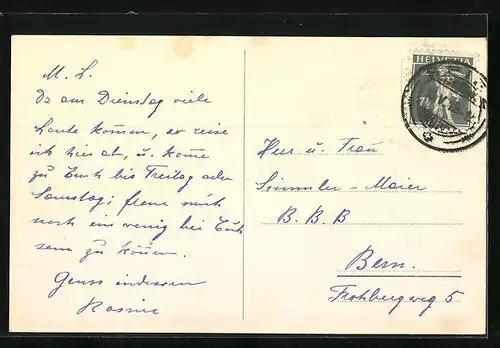 M. L.
Da am Dienstag viele
Leute kommen, so reise
ich hier ab, u. komme
zu Euch bis Freitag oder
Samstag; freue mich
noch ein wenig bei Euch
sein zu können.
Gruss indessen
HELVETIA
Herr u. Frau
Simmler-Maier
B. B. B
Bern.
Frohbergweg 5